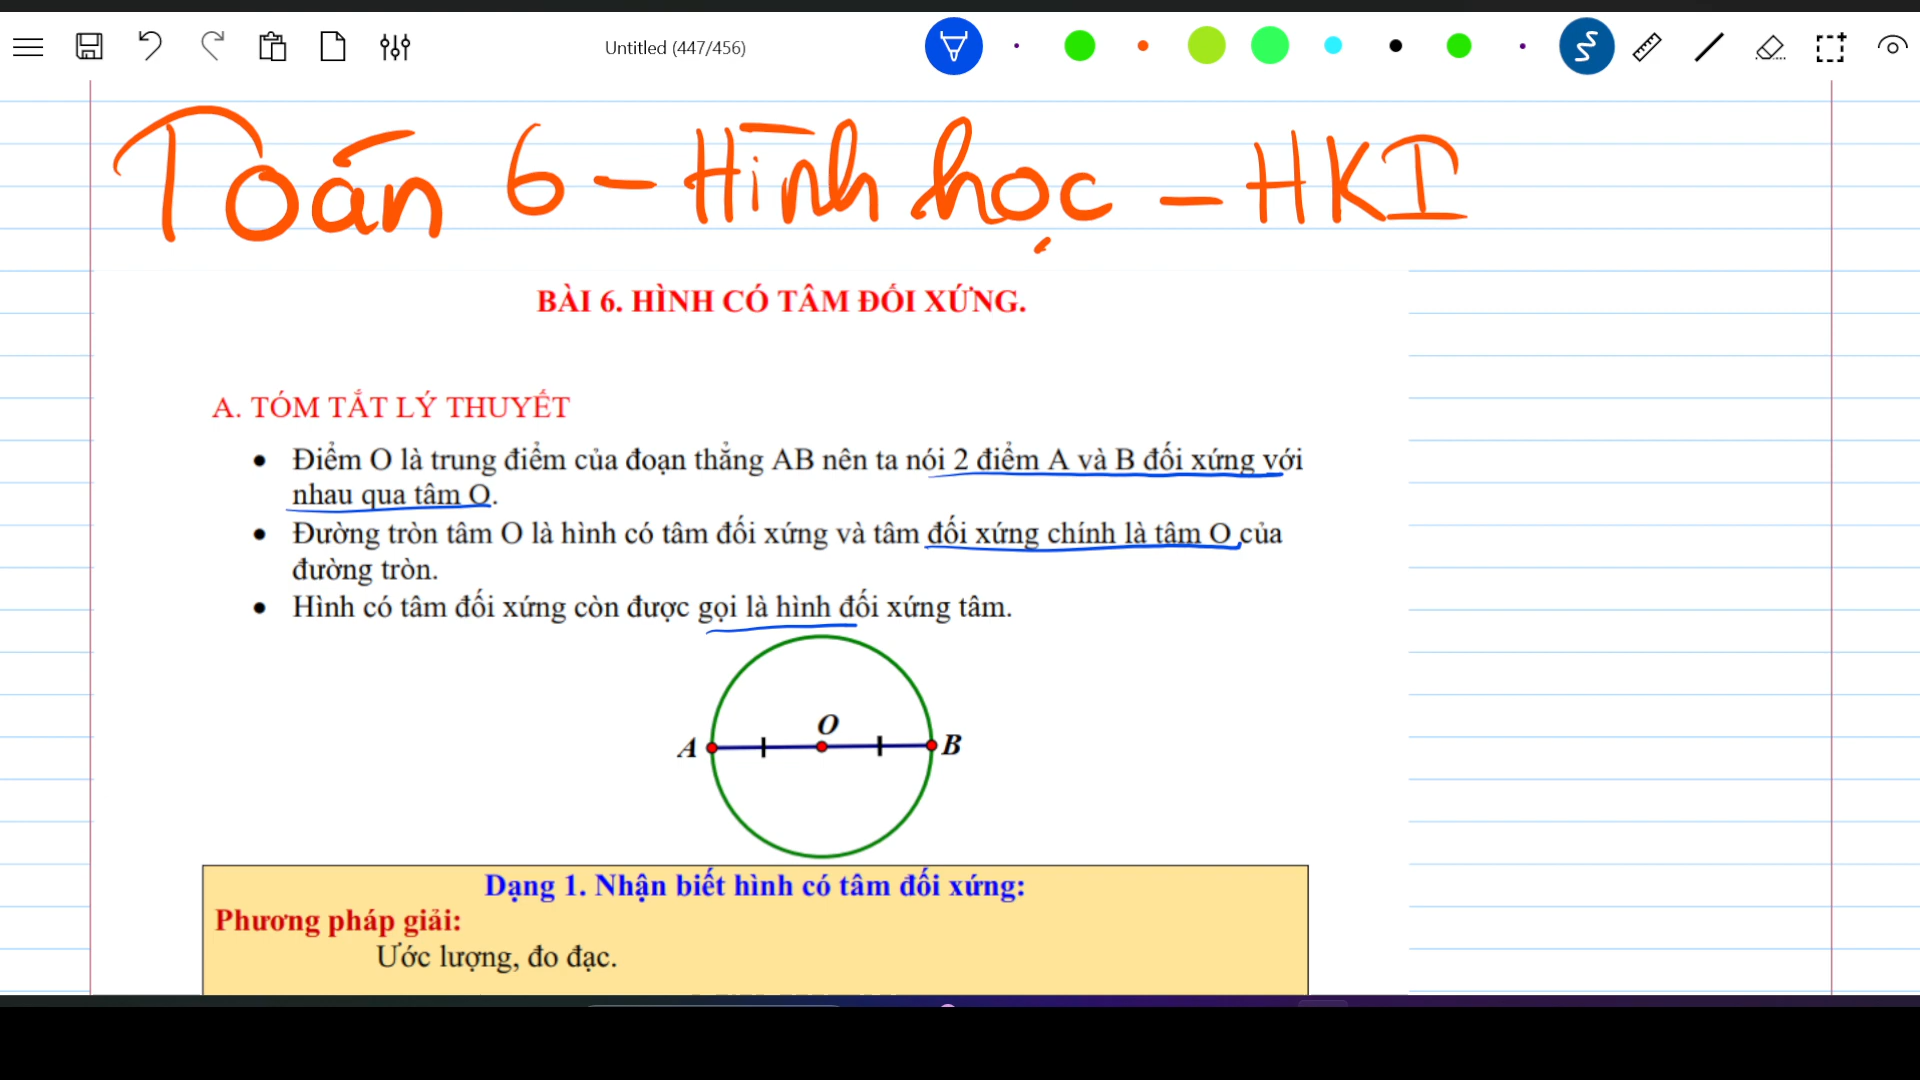 Untitled (447/456)
Toán 6 - Hình học - HKI
BÀI 6. HÌNH CÓ TÂM ĐỐI XỨNG.
A. TÓM TẮT LÝ THUYẾT
• Điểm O là trung điểm của đoạn thẳng AB nên ta nói 2 điểm A và B đối xứng với
nhau qua tâm O.
• Đường tròn tâm O là hình có tâm đối xứng và tâm đối xứng chính là tâm O của
đường tròn.
• Hình có tâm đối xứng còn được gọi là hình đối xứng tâm.
A O B
Dạng 1. Nhận biết hình có tâm đối xứng:
Phương pháp giải:
Ước lượng, đo đạc.